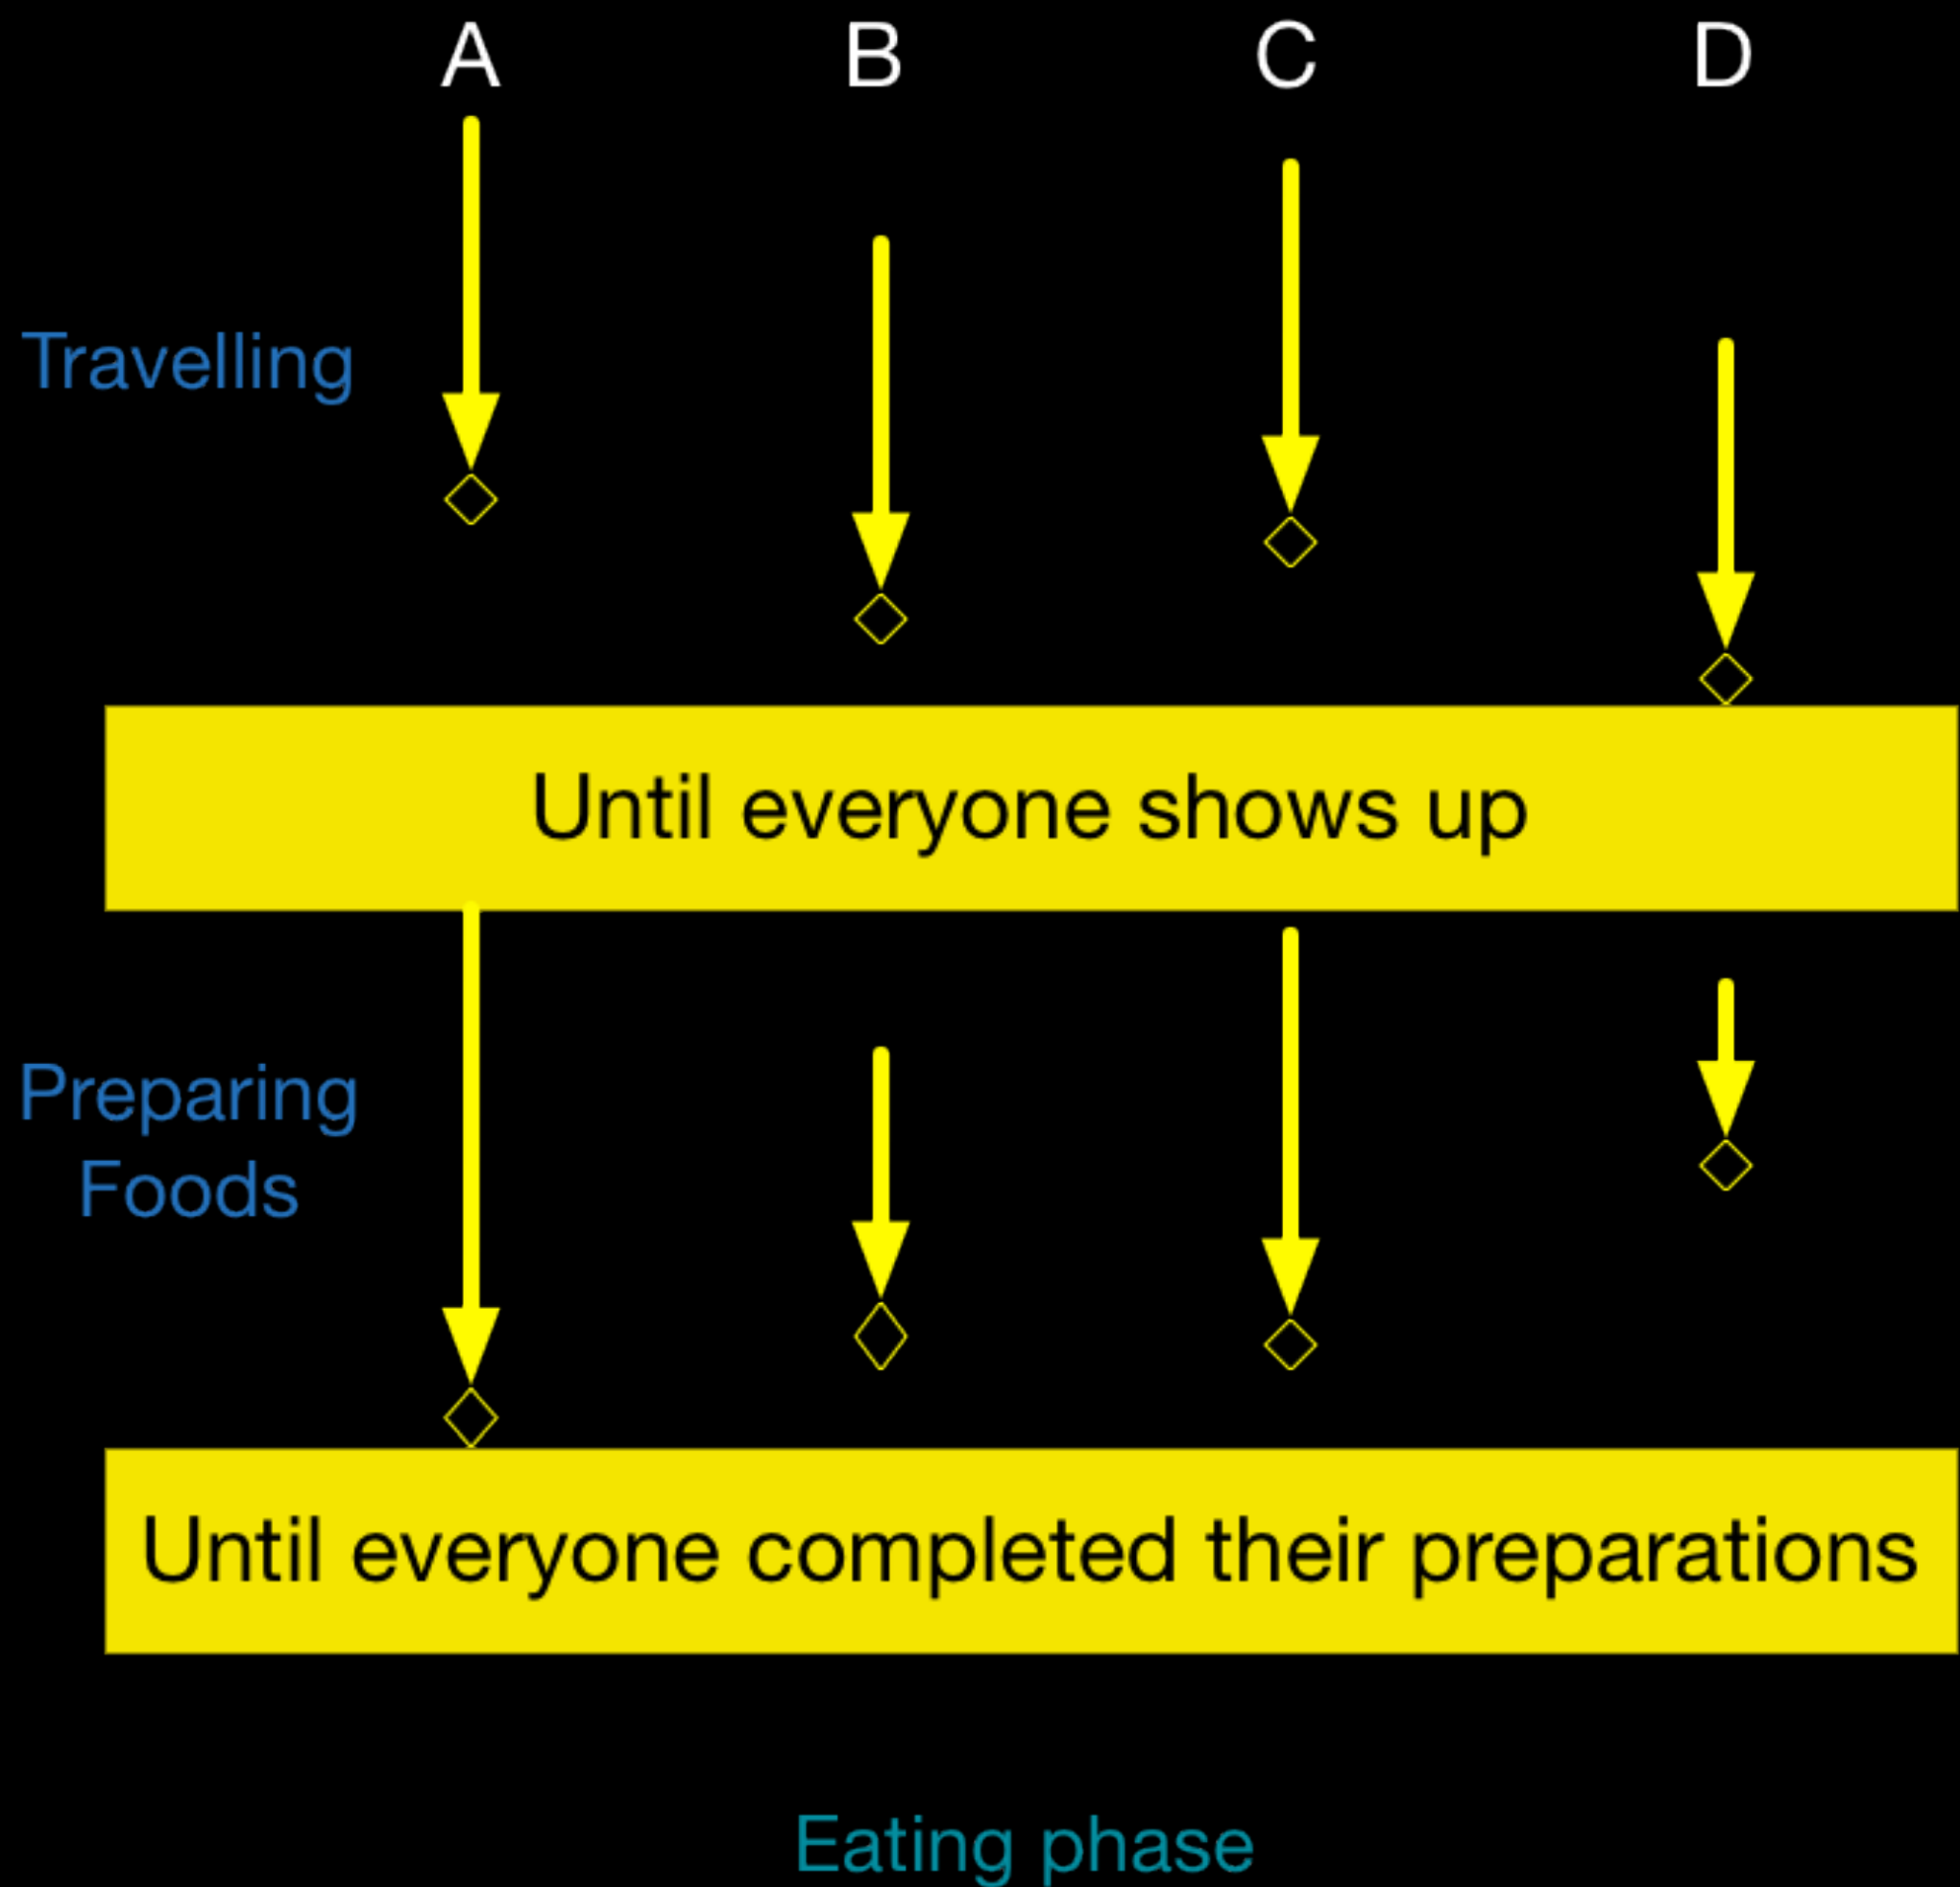 A B C D
Travelling
Until everyone shows up
Preparing
Foods
Until everyone completed their preparations
Eating phase